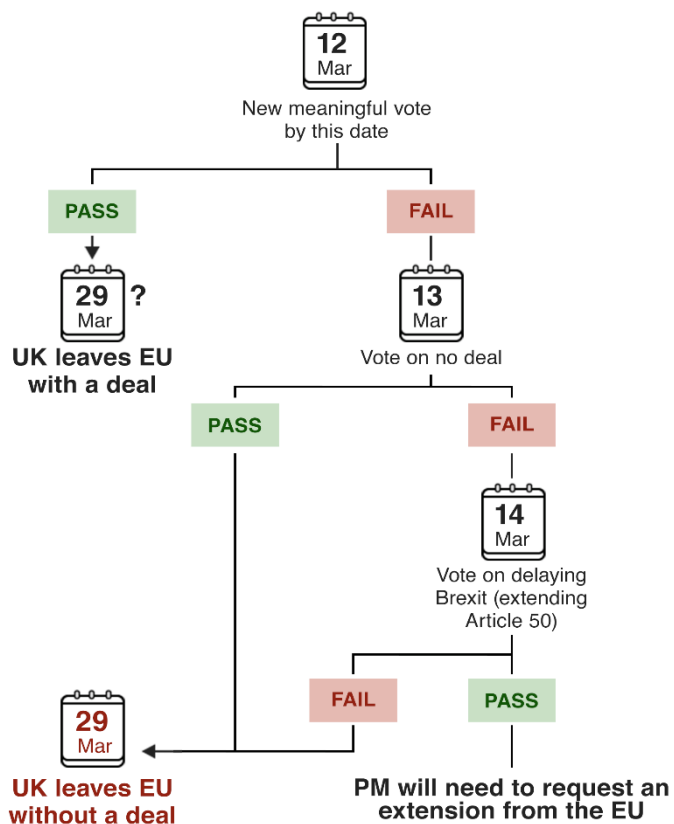 12
Mar
New meaningful vote
by this date
PASS
FAIL
29 ?
Mar
UK leaves EU
with a deal
13
Mar
Vote on no deal
PASS
FAIL
14
Mar
Vote on delaying
Brexit (extending
Article 50)
FAIL
PASS
29
Mar
UK leaves EU
without a deal
PM will need to request an
extension from the EU